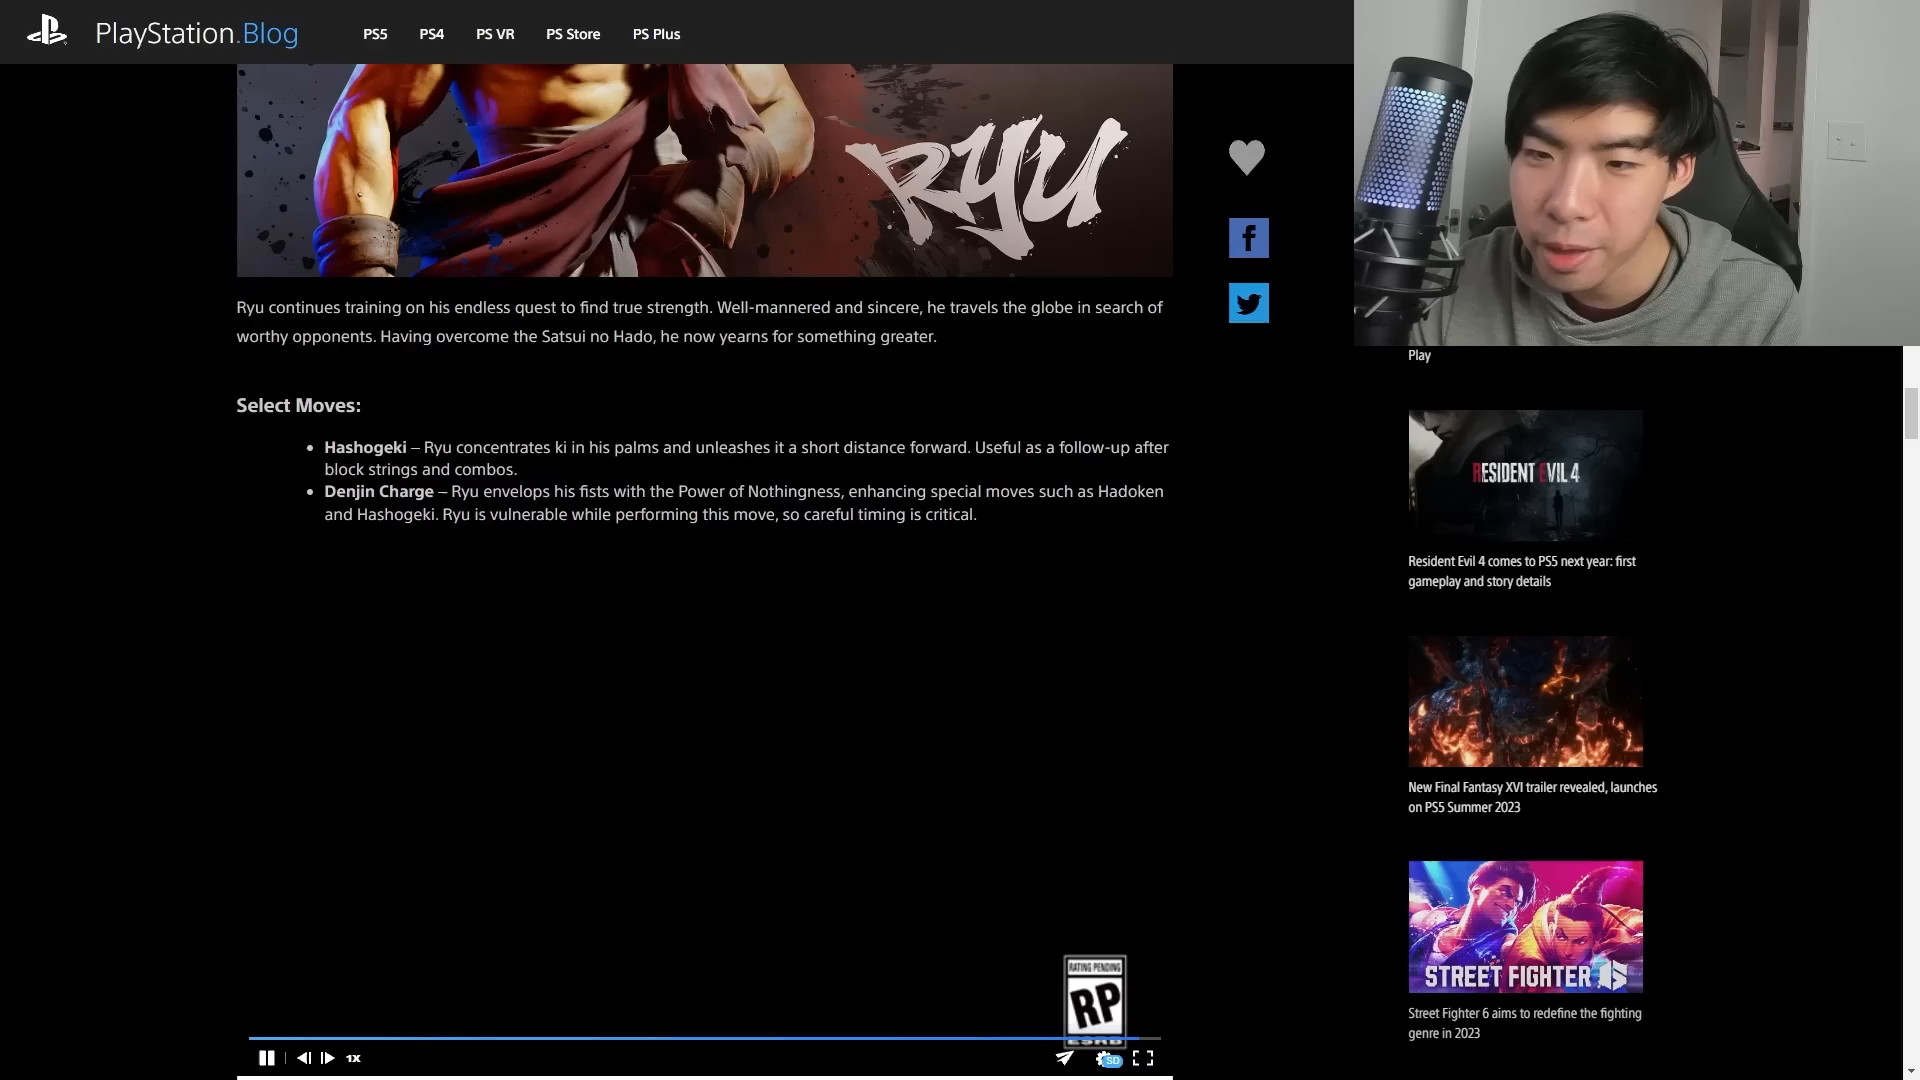 PlayStation.Blog
PS5 PS4 PS VR PS Store PS Plus
RYU
Ryu continues training on his endless quest to find true strength. Well-mannered and sincere, he travels the globe in search of
worthy opponents. Having overcome the Satsui no Hado, he now yearns for something greater.
Select Moves:
Hashogeki – Ryu concentrates ki in his palms and unleashes it a short distance forward. Useful as a follow-up after
block strings and combos.
Denjin Charge – Ryu envelops his fists with the Power of Nothingness, enhancing special moves such as Hadoken
and Hashogeki. Ryu is vulnerable while performing this move, so careful timing is critical.
RATING PENDING
RP
ESRB
1X
SD
Play
RESIDENT EVIL 4
Resident Evil 4 comes to PS5 next year: first
gameplay and story details
New Final Fantasy XVI trailer revealed, launches
on PS5 Summer 2023
STREET FIGHTER 6
Street Fighter 6 aims to redefine the fighting
genre in 2023